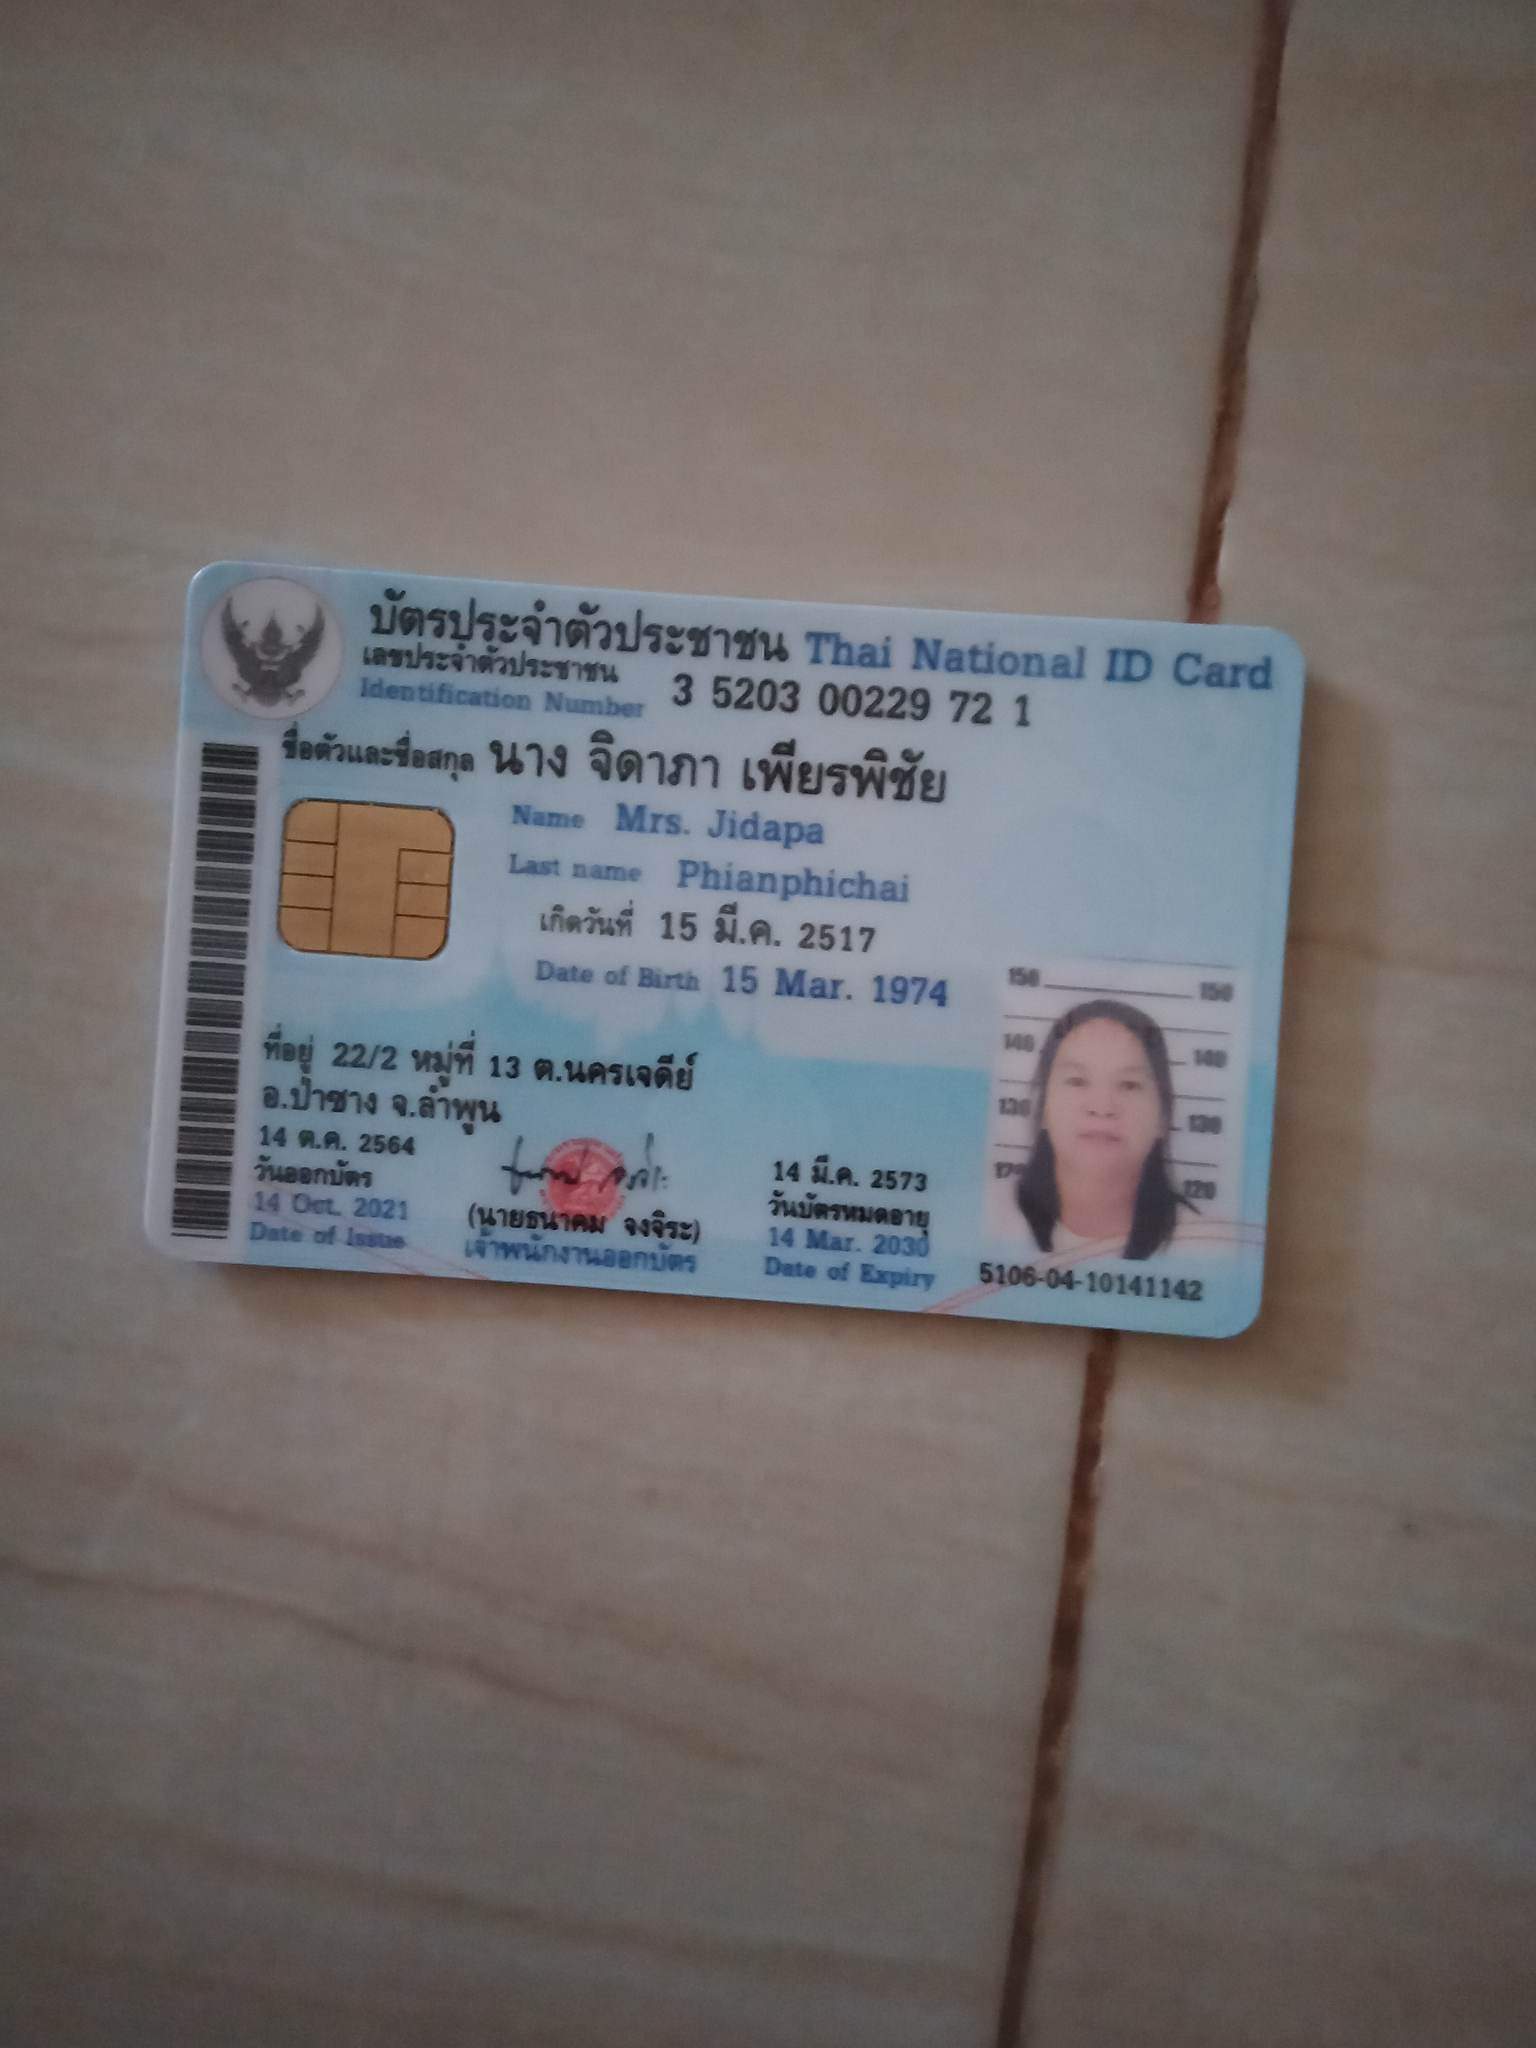 บัตรประจำตัวประชาชน Thai National ID Card
เลขประจำตัวประชาชน
Identification Number 3 5203 00229 72 1
ชื่อตัวและชื่อสกุล นาง จิดาภา เพียรพิชัย
Name Mrs. Jidapa
Last name Phianphichai
เกิดวันที่ 15 มี.ค. 2517
Date of Birth 15 Mar. 1974
ที่อยู่ 22/2 หมู่ที่ 13 ต.นครเจดีย์
อ.ป่าซาง จ.ลำพูน
14 ต.ค. 2564
วันออกบัตร
14 Oct. 2021
Date of Issue
(นายธนาคม จงจิระ)
เจ้าพนักงานออกบัตร
14 มี.ค. 2573
วันบัตรหมดอายุ
14 Mar. 2030
Date of Expiry
150 150
140 140
130 130
120
5106-04-10141142